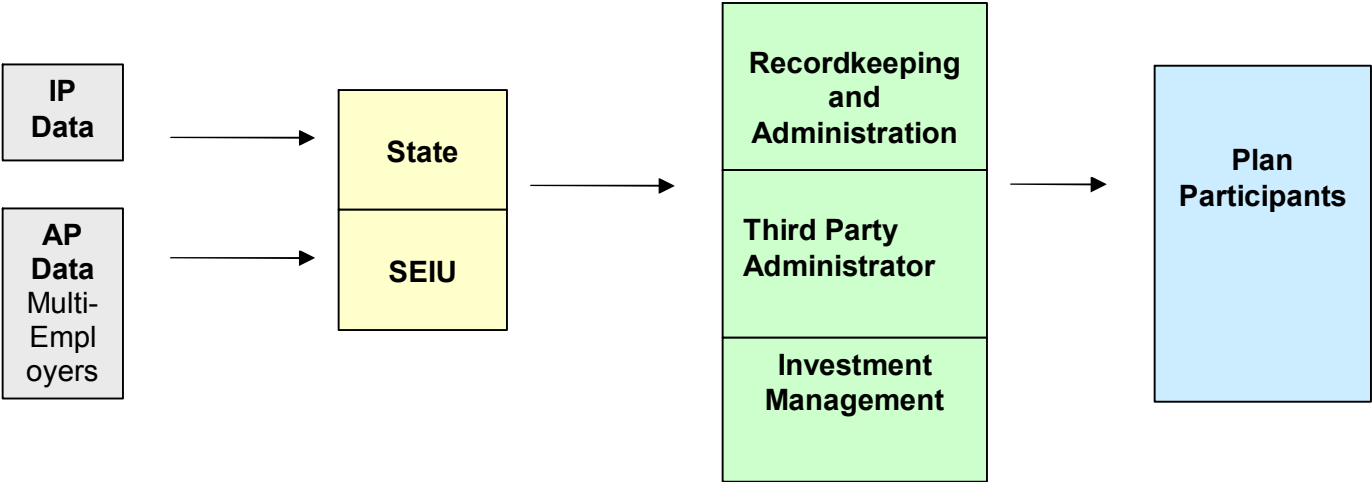 IP
Data
AP
Data
Multi-
Empl
oyers
State
SEIU
Recordkeeping
and
Administration
Third Party
Administrator
Investment
Management
Plan
Participants